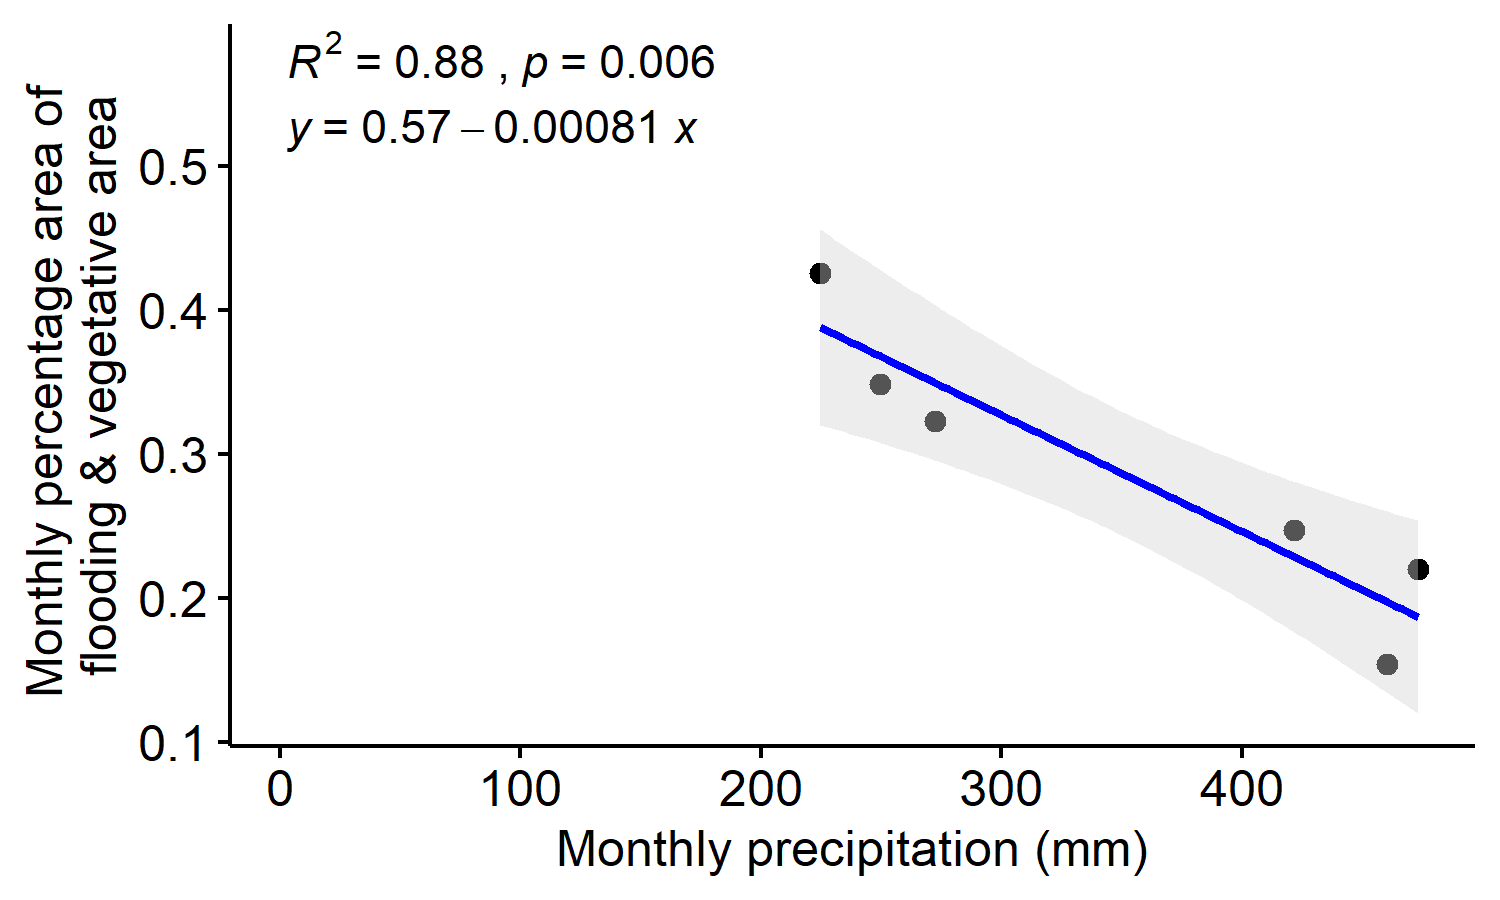 R² = 0.88 , p = 0.006
y = 0.57 – 0.00081 x
Monthly percentage area of
flooding & vegetative area
0.5
0.4
0.3
0.2
0.1
0 100 200 300 400
Monthly precipitation (mm)